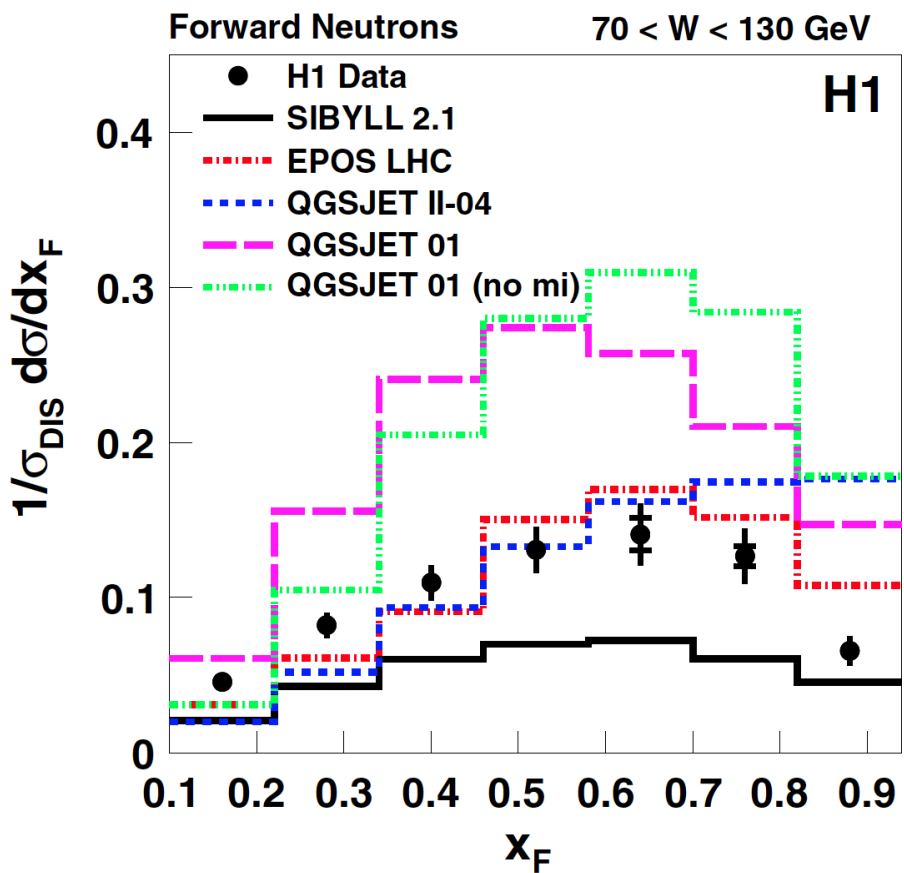 Forward Neutrons 70 < W < 130 GeV
H1
H1 Data
SIBYLL 2.1
EPOS LHC
QGSJET II-04
QGSJET 01
QGSJET 01 (no mi)
1/σDIS dσ/dxF
0.4
0.3
0.2
0.1
0
0.1 0.2 0.3 0.4 0.5 0.6 0.7 0.8 0.9
xF